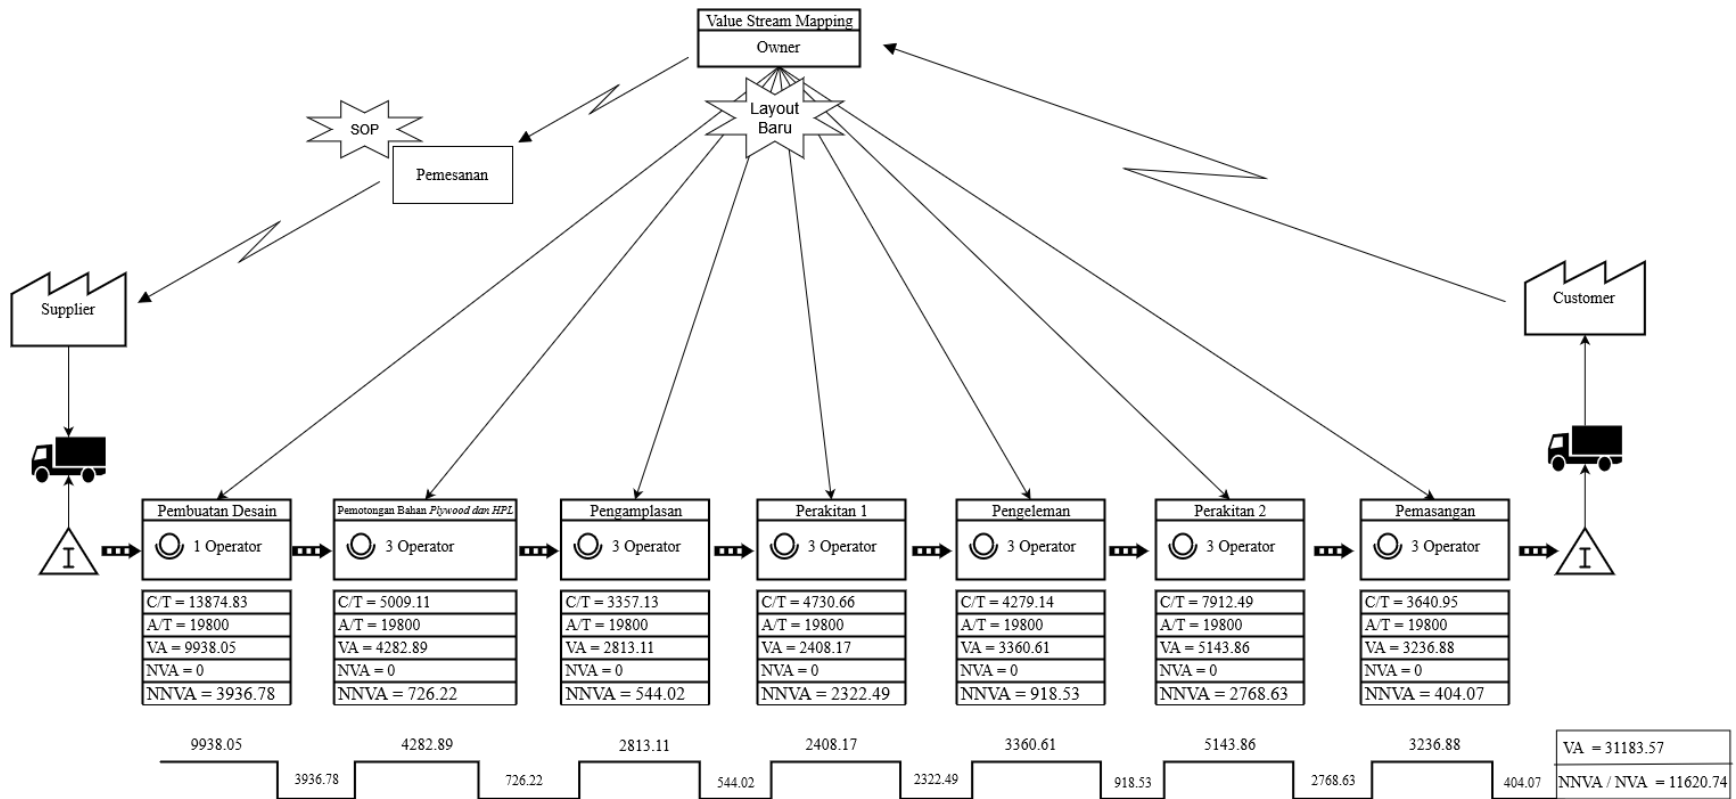 Value Stream Mapping
Owner
Layout
Baru
SOP
Pemesanan
Supplier
Customer
Pembuatan Desain
1 Operator
C/T = 13874.83
A/T = 19800
VA = 9938.05
NVA = 0
NNVA = 3936.78
Pemotongan Bahan Plywood dan HPL
3 Operator
C/T = 5009.11
A/T = 19800
VA = 4282.89
NVA = 0
NNVA = 726.22
Pengamplasan
3 Operator
C/T = 3357.13
A/T = 19800
VA = 2813.11
NVA = 0
NNVA = 544.02
Perakitan 1
3 Operator
C/T = 4730.66
A/T = 19800
VA = 2408.17
NVA = 0
NNVA = 2322.49
Pengeleman
3 Operator
C/T = 4279.14
A/T = 19800
VA = 3360.61
NVA = 0
NNVA = 918.53
Perakitan 2
3 Operator
C/T = 7912.49
A/T = 19800
VA = 5143.86
NVA = 0
NNVA = 2768.63
Pemasangan
3 Operator
C/T = 3640.95
A/T = 19800
VA = 3236.88
NVA = 0
NNVA = 404.07
I
I
9938.05
3936.78
4282.89
726.22
2813.11
544.02
2408.17
2322.49
3360.61
918.53
5143.86
2768.63
3236.88
404.07
VA = 31183.57
NNVA / NVA = 11620.74